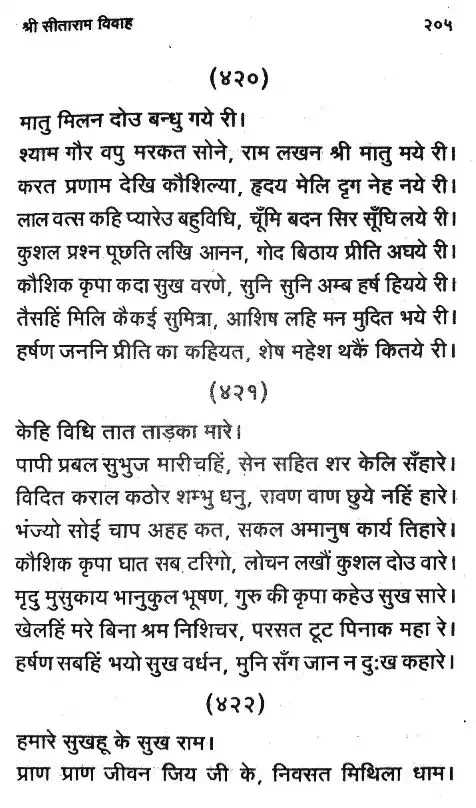 श्री सीताराम विवाह २०५
(४२०)
मातु मिलन दोउ बन्धु गये री।
श्याम गौर वपु मरकत सोने, राम लखन श्री मातु मये री।
करत प्रणाम देखि कौशिल्या, हृदय मेलि दृग नेह नये री।
लाल वत्स कहि प्यारेउ बहुविधि, चूँमि बदन सिर सूँघि लये री।
कुशल प्रश्न पूछति लखि आनन, गोद बिठाय प्रीति अघये री।
कौशिक कृपा कदा सुख वरणे, सुनि सुनि अम्ब हर्ष हियये री।
तैसहिं मिलि कैकई सुमित्रा, आशिष लहि मन मुदित भये री।
हर्षण जननि प्रीति का कहियत, शेष महेश थकैं कितये री।
(४२१)
केहि विधि तात ताड़का मारे।
पापी प्रबल सुभुज मारीचहिं, सेन सहित शर केलि सँहारे।
विदित कराल कठोर शम्भु धनु, रावण वाण छुये नहिं हारे।
भंज्यो सोई चाप अहह कत, सकल अमानुष कार्य तिहारे।
कौशिक कृपा घात सब टरिगो, लोचन लखौं कुशल दोउ वारे।
मृदु मुसुकाय भानुकुल भूषण, गुरु की कृपा कहेउ सुख सारे।
खेलहिं मरे बिना श्रम निशिचर, परसत टूट पिनाक महा रे।
हर्षण सबहिं भयो सुख वर्धन, मुनि सँग जान न दुःख कहारे।
(४२२)
हमारे सुखहू के सुख राम।
प्राण प्राण जीवन जिय जी के, निवसत मिथिला धाम।